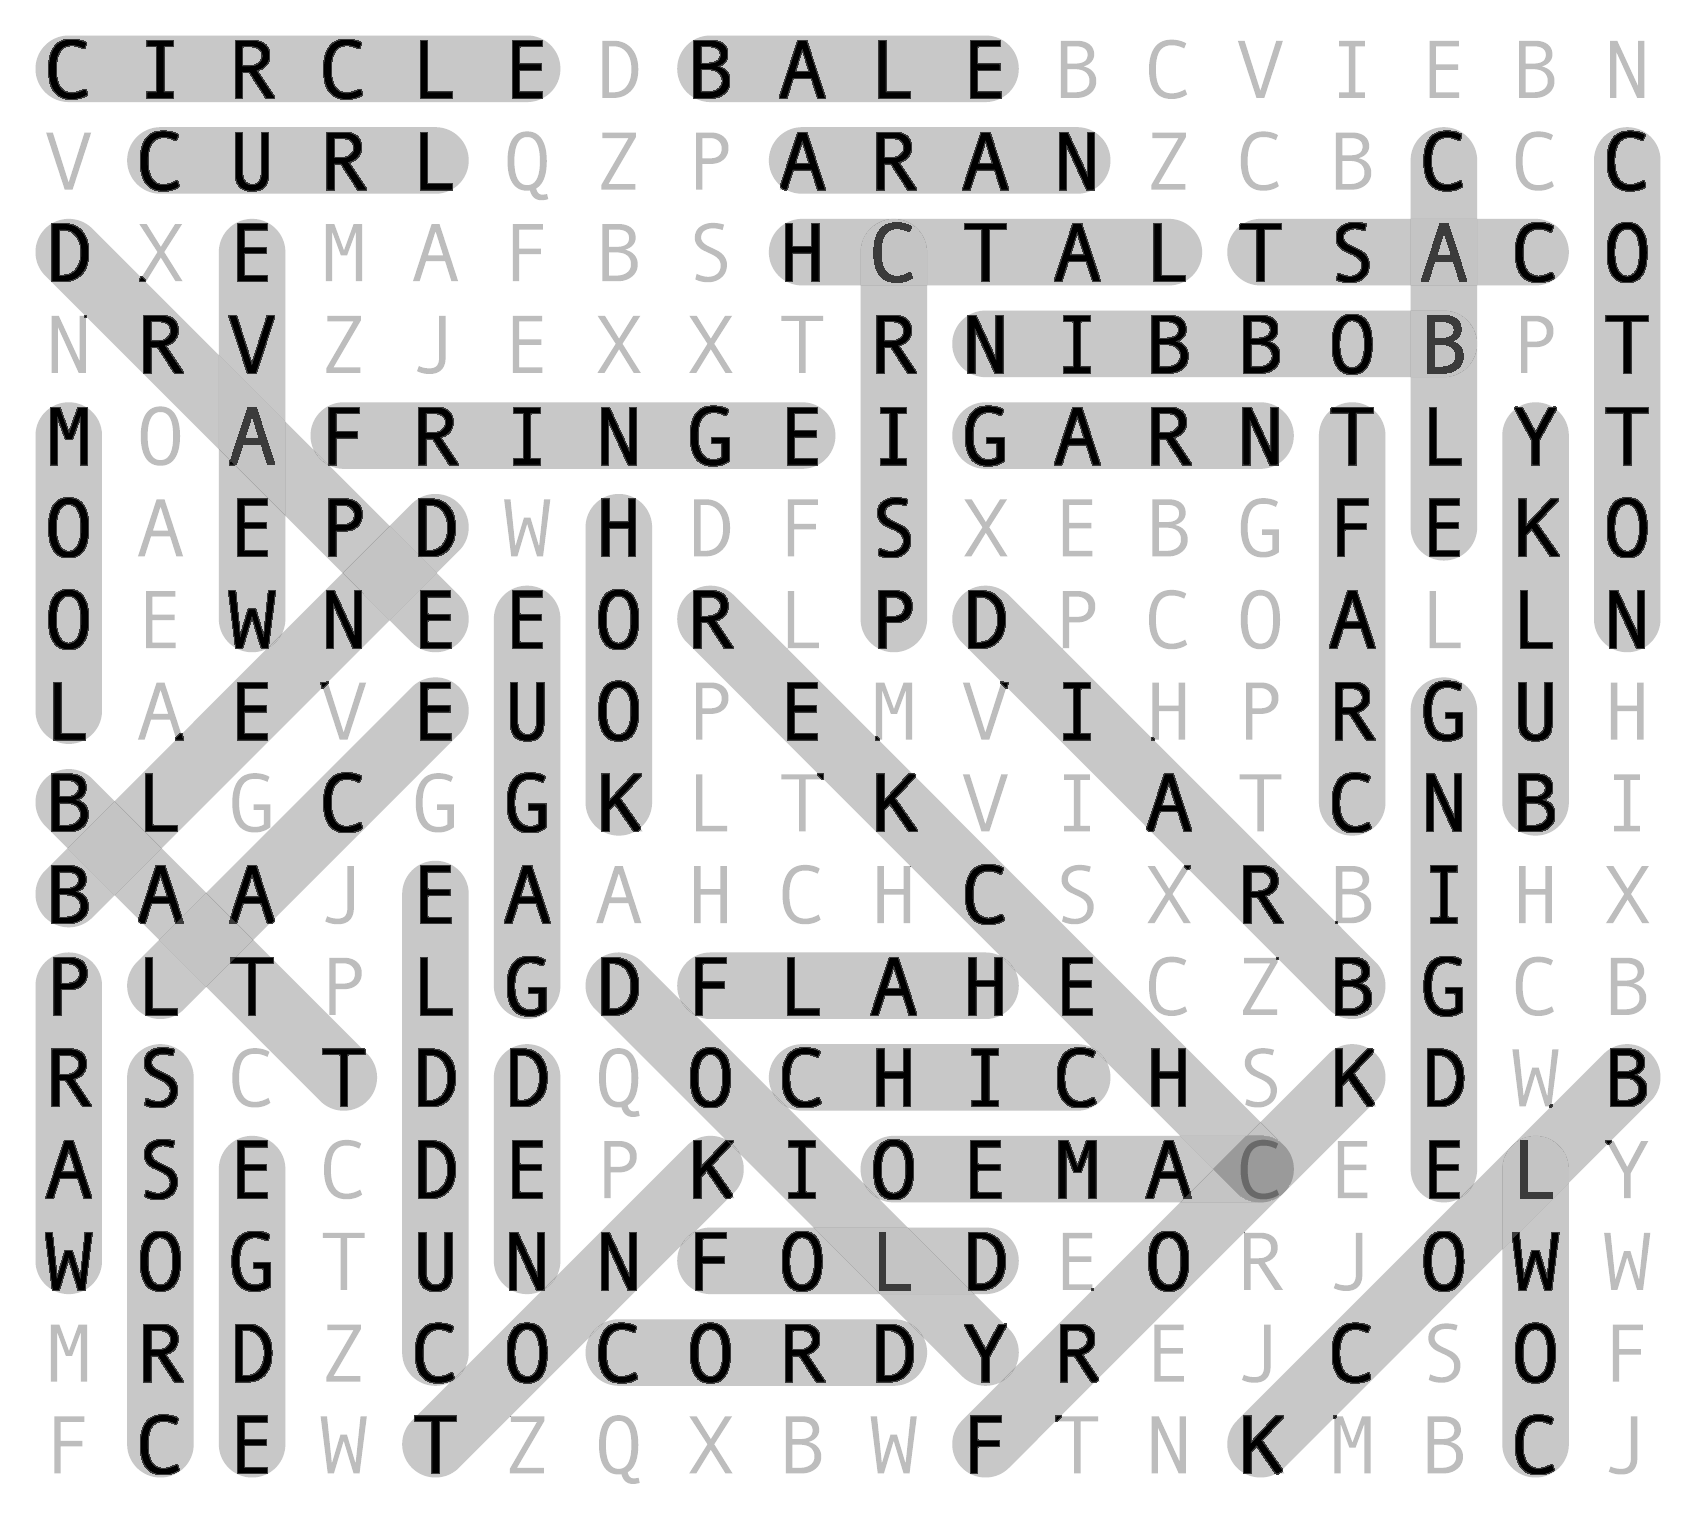 C I R C L E D B A L E B C V I E B N
V C U R L Q Z P A R A N Z C B C C C
D X E M A F B S H C T A L T S A C O
N R V Z J E X X T R N I B B O B P T
M O A F R I N G E I G A R N T L Y T
O A E P D W H D F S X E B G F E K O
O E W N E E O R L P D P C O A L L N
L A E V E U O P E M V I H P R G U H
B L G C G G K L T K V I A T C N B I
B A A J E A A H C H C S X R B I H X
P L T P L G D F L A H E C Z B G C B
R S C T D D Q O C H I C H S K D W B
A S E C D E P K I O E M A C E E L Y
W O G T U N N F O L D E O R J O W W
M R D Z C O C O R D Y R E J C S O F
F C E W T Z Q X B W F T N K M B C J